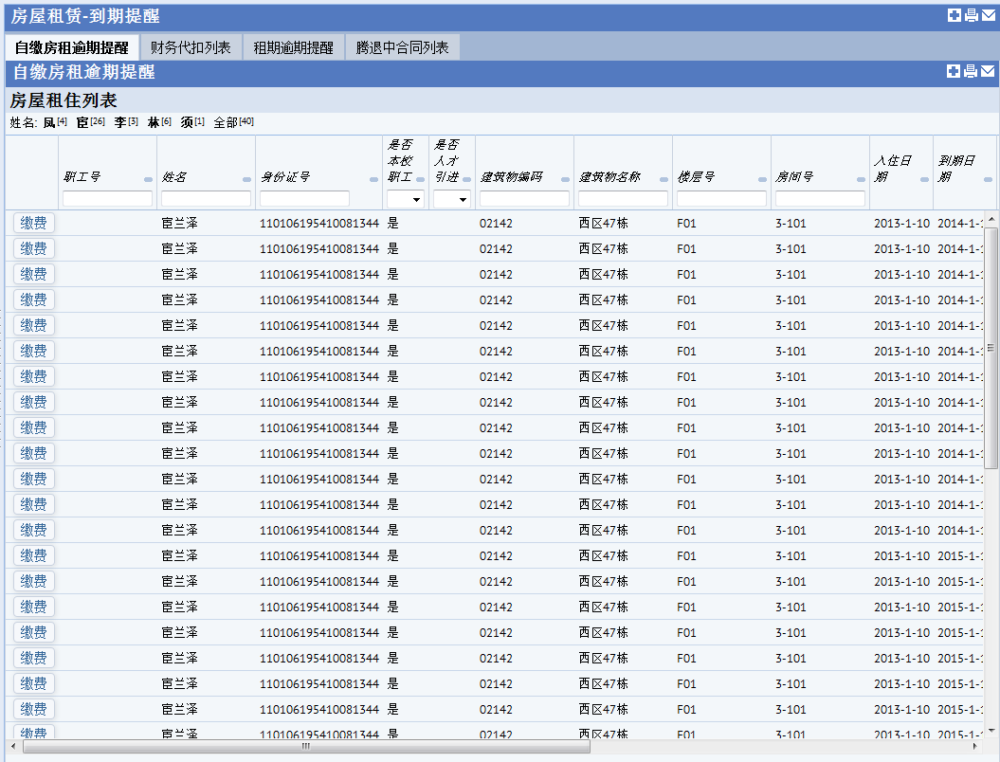 房屋租赁-到期提醒
自缴房租逾期提醒 财务代扣列表 租期逾期提醒 腾退中合同列表
自缴房租逾期提醒
房屋租住列表
姓名: 凤[4] 宦[26] 李[3] 林[6] 须[1] 全部[40]
职工号 姓名 身份证号 是否本校职工 是否人才引进 建筑物编码 建筑物名称 楼层号 房间号 入住日期 到期日期
缴费 宦兰泽 110106195410081344 是 02142 西区47栋 F01 3-101 2013-1-10 2014-1-
缴费 宦兰泽 110106195410081344 是 02142 西区47栋 F01 3-101 2013-1-10 2014-1-
缴费 宦兰泽 110106195410081344 是 02142 西区47栋 F01 3-101 2013-1-10 2014-1-
缴费 宦兰泽 110106195410081344 是 02142 西区47栋 F01 3-101 2013-1-10 2014-1-
缴费 宦兰泽 110106195410081344 是 02142 西区47栋 F01 3-101 2013-1-10 2014-1-
缴费 宦兰泽 110106195410081344 是 02142 西区47栋 F01 3-101 2013-1-10 2014-1-
缴费 宦兰泽 110106195410081344 是 02142 西区47栋 F01 3-101 2013-1-10 2014-1-
缴费 宦兰泽 110106195410081344 是 02142 西区47栋 F01 3-101 2013-1-10 2014-1-
缴费 宦兰泽 110106195410081344 是 02142 西区47栋 F01 3-101 2013-1-10 2014-1-
缴费 宦兰泽 110106195410081344 是 02142 西区47栋 F01 3-101 2013-1-10 2014-1-
缴费 宦兰泽 110106195410081344 是 02142 西区47栋 F01 3-101 2013-1-10 2014-1-
缴费 宦兰泽 110106195410081344 是 02142 西区47栋 F01 3-101 2013-1-10 2014-1-
缴费 宦兰泽 110106195410081344 是 02142 西区47栋 F01 3-101 2013-1-10 2014-1-
缴费 宦兰泽 110106195410081344 是 02142 西区47栋 F01 3-101 2013-1-10 2015-1-
缴费 宦兰泽 110106195410081344 是 02142 西区47栋 F01 3-101 2013-1-10 2015-1-
缴费 宦兰泽 110106195410081344 是 02142 西区47栋 F01 3-101 2013-1-10 2015-1-
缴费 宦兰泽 110106195410081344 是 02142 西区47栋 F01 3-101 2013-1-10 2015-1-
缴费 宦兰泽 110106195410081344 是 02142 西区47栋 F01 3-101 2013-1-10 2015-1-
缴费 宦兰泽 110106195410081344 是 02142 西区47栋 F01 3-101 2013-1-10 2015-1-
缴费 宦兰泽 110106195410081344 是 02142 西区47栋 F01 3-101 2013-1-10 2015-1-
缴费 宦兰泽 110106195410081344 是 02142 西区47栋 F01 3-101 2013-1-10 2015-1-